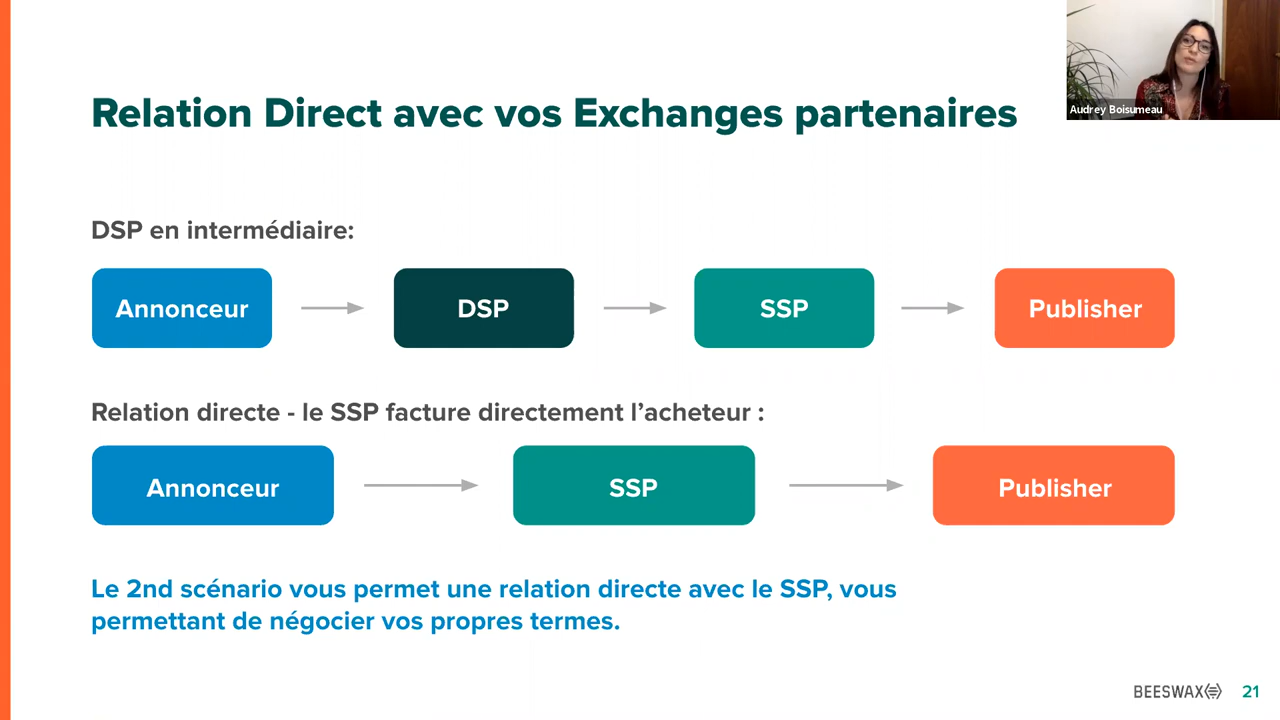 Relation Direct avec vos Exchanges partenaires
Audrey Boisumeau
DSP en intermédiaire:
Annonceur
DSP
SSP
Publisher
Relation directe - le SSP facture directement l’acheteur :
Annonceur
SSP
Publisher
Le 2nd scénario vous permet une relation directe avec le SSP, vous
permettant de négocier vos propres termes.
BEESWAX
21